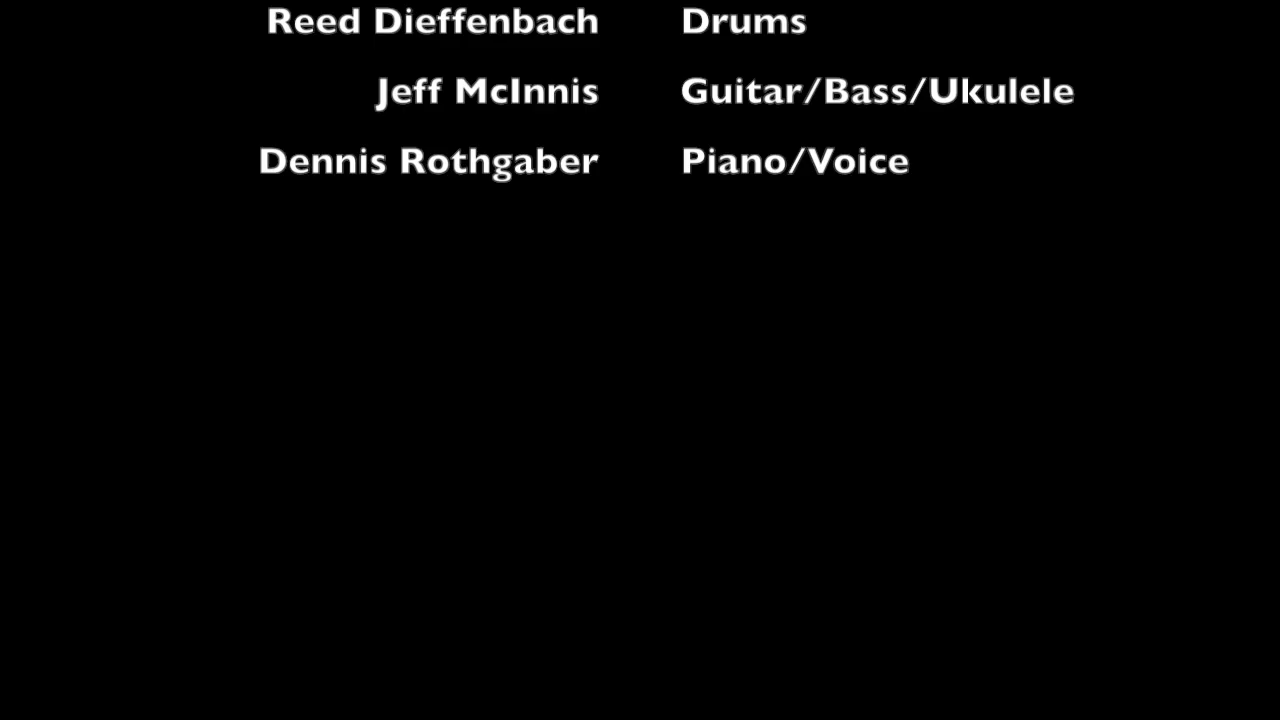 Reed Dieffenbach Drums
Jeff McInnis Guitar/Bass/Ukulele
Dennis Rothgaber Piano/Voice